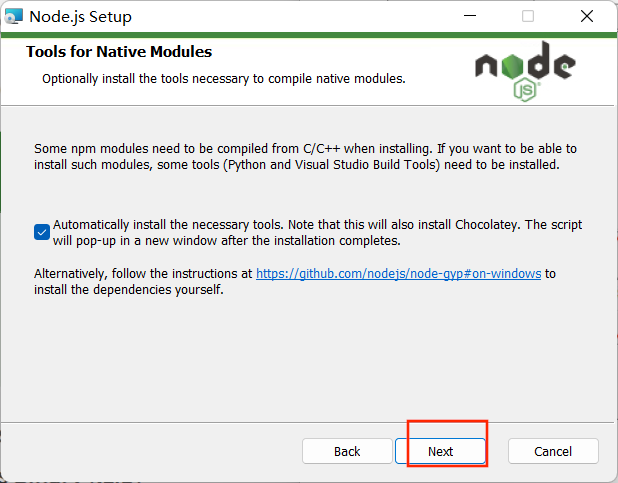 Node.js Setup
Tools for Native Modules
Optionally install the tools necessary to compile native modules.
node
JS
Some npm modules need to be compiled from C/C++ when installing. If you want to be able to
install such modules, some tools (Python and Visual Studio Build Tools) need to be installed.
Automatically install the necessary tools. Note that this will also install Chocolatey. The script
will pop-up in a new window after the installation completes.
Alternatively, follow the instructions at https://github.com/nodejs/node-gyp#on-windows to
install the dependencies yourself.
Back Next Cancel